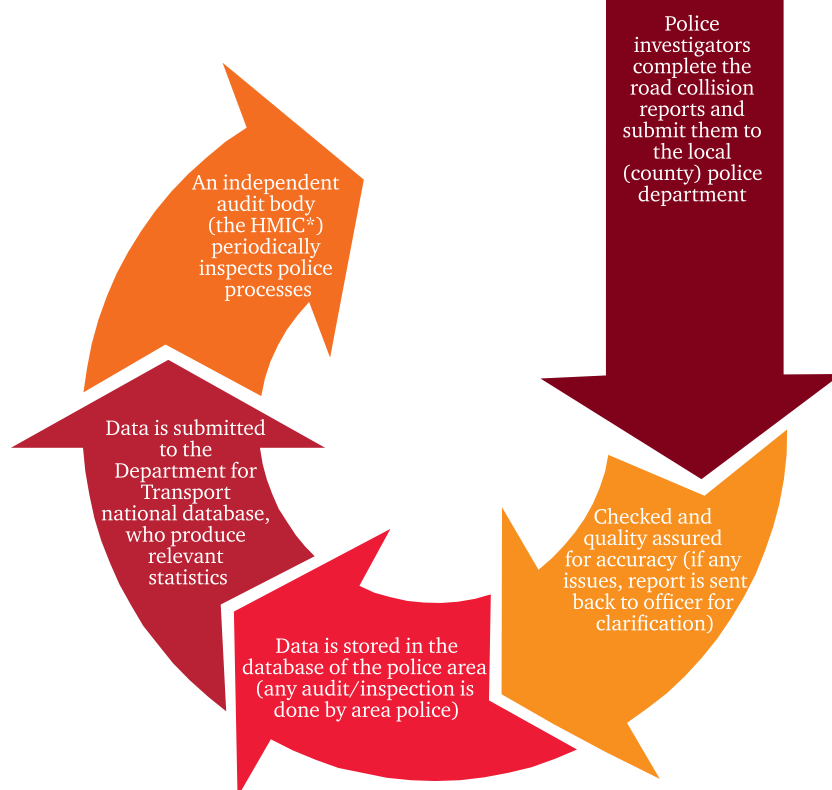 Police
investigators
complete the
road collision
reports and
submit them to
the local
(county) police
department
Checked and
quality assured
for accuracy (if any
issues, report is sent
back to officer for
clarification)
Data is stored in the
database of the police area
(any audit/inspection is
done by area police)
Data is submitted
to the
Department for
Transport
national database,
who produce
relevant
statistics
An independent
audit body
(the HMIC*)
periodically
inspects police
processes